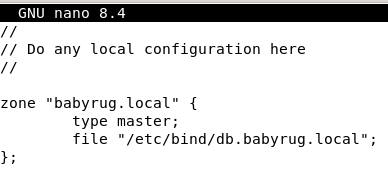 GNU nano 8.4
//
// Do any local configuration here
//
zone "babyrug.local" {
type master;
file "/etc/bind/db.babyrug.local";
};